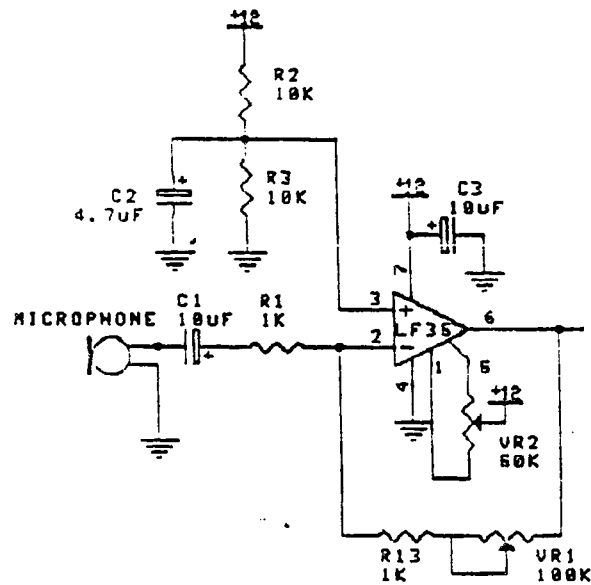 +12
R2
10K
R3
10K
C2
4.7uF
+12
C3
10uF
7
C1
10uF
R1
1K
MICROPHONE
3
+
2
-
LF35
6
1
5
4
+12
VR2
50K
R13
1K
VR1
100K